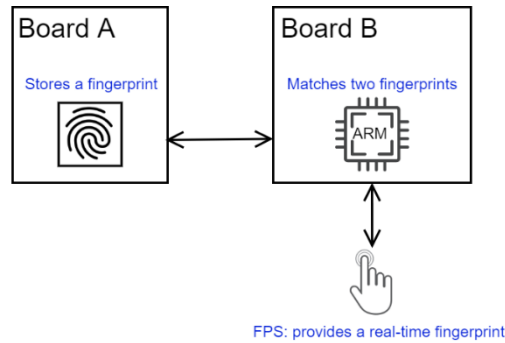 Board A
Stores a fingerprint
Board B
Matches two fingerprints
ARM
FPS: provides a real-time fingerprint